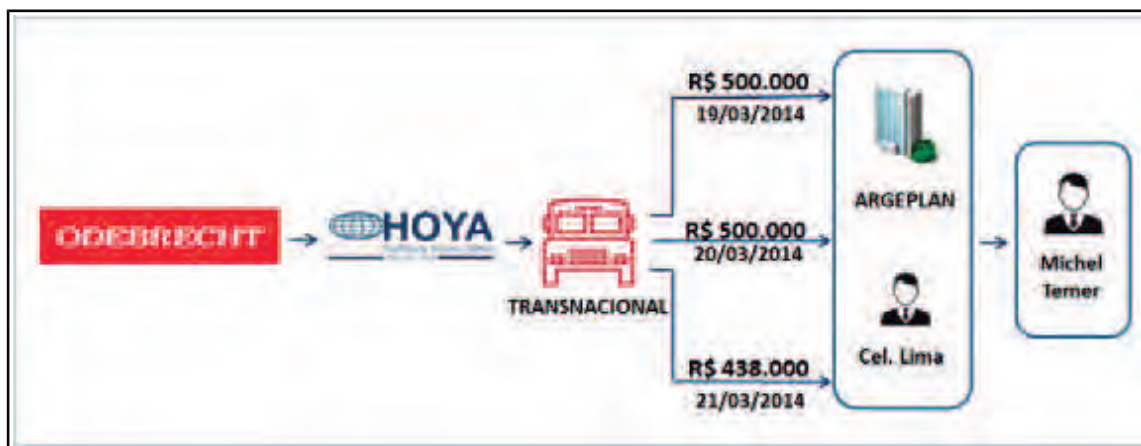 ODEBRECHT
HOYA
TRANSNACIONAL
R$ 500.000
19/03/2014
R$ 500.000
20/03/2014
R$ 438.000
21/03/2014
ARGEPLAN
Cel. Lima
Michel
Temer